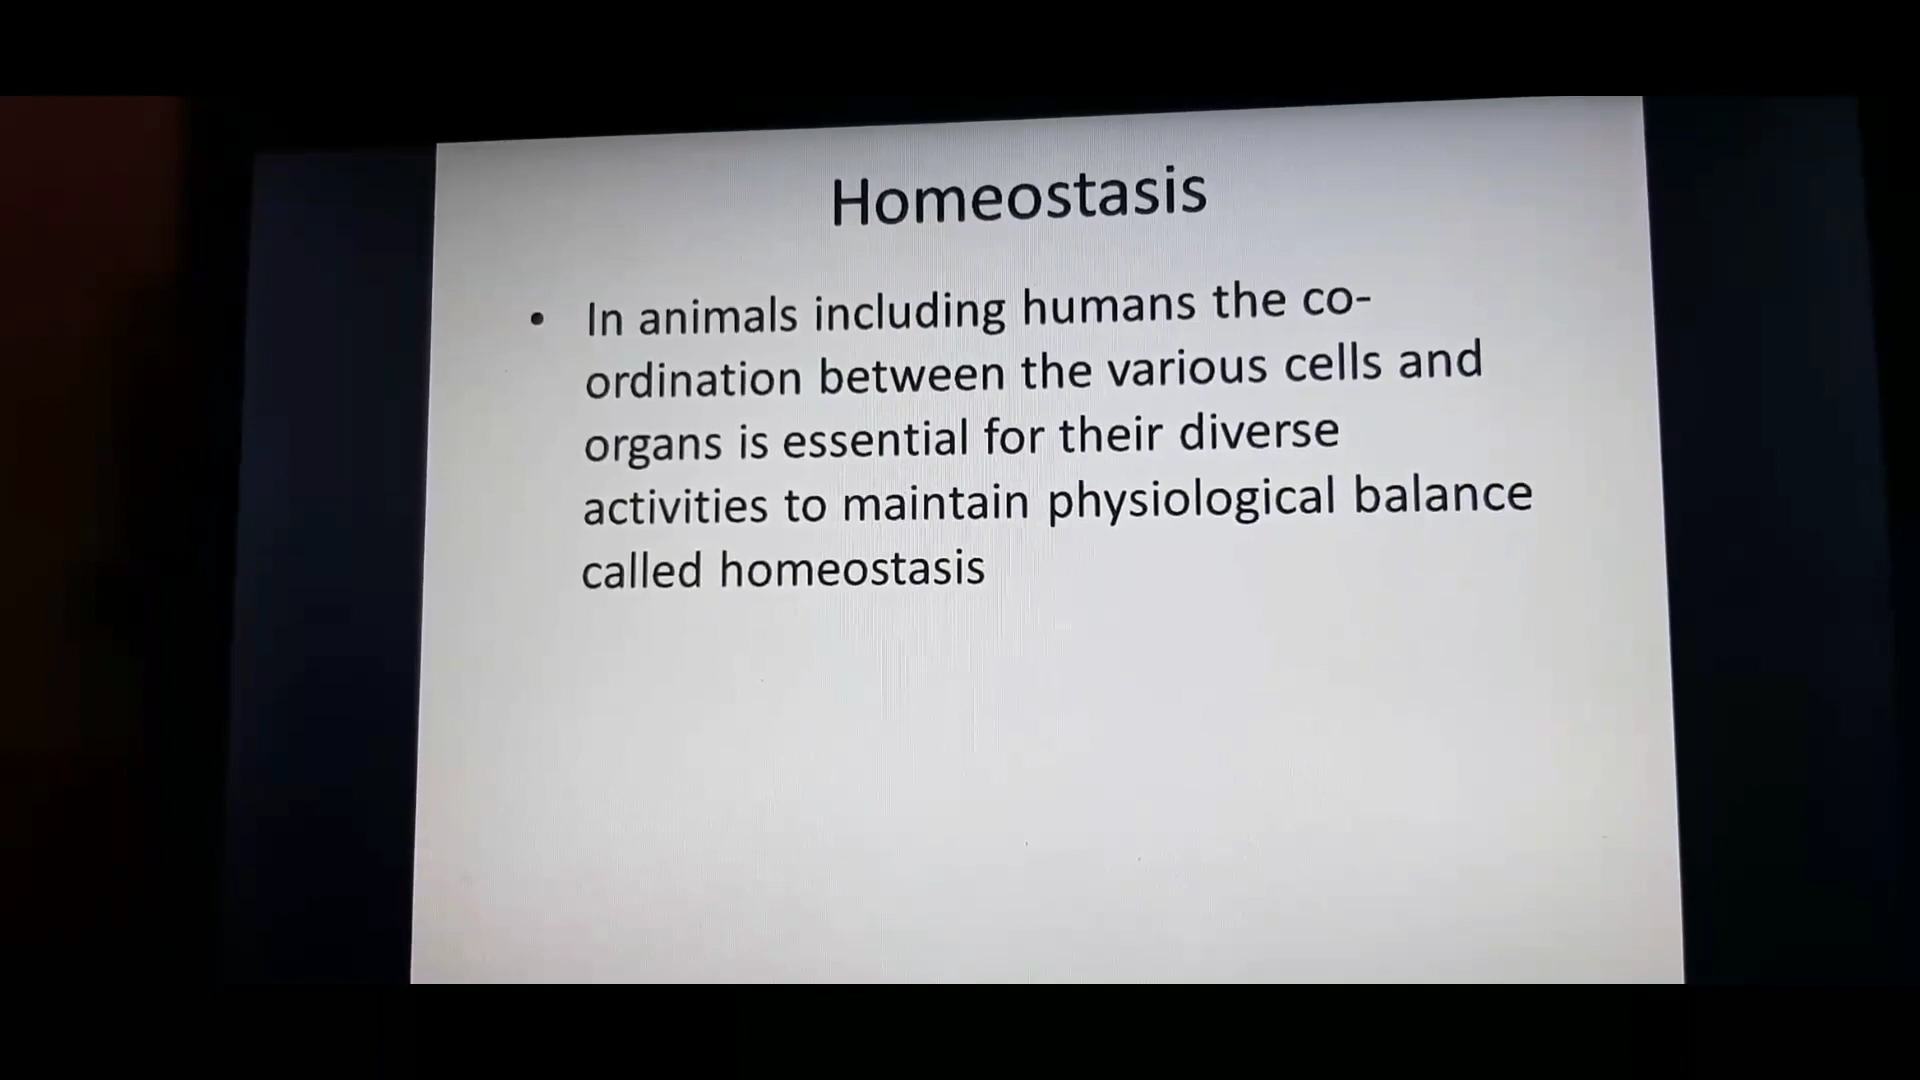 Homeostasis
• In animals including humans the co-
ordination between the various cells and
organs is essential for their diverse
activities to maintain physiological balance
called homeostasis